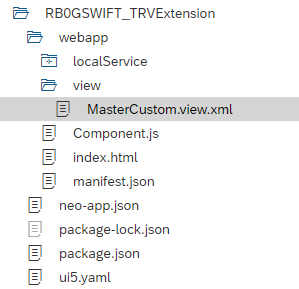 RB0GSWIFT_TRVExtension
webapp
localService
view
MasterCustom.view.xml
Component.js
index.html
manifest.json
neo-app.json
package-lock.json
package.json
ui5.yaml